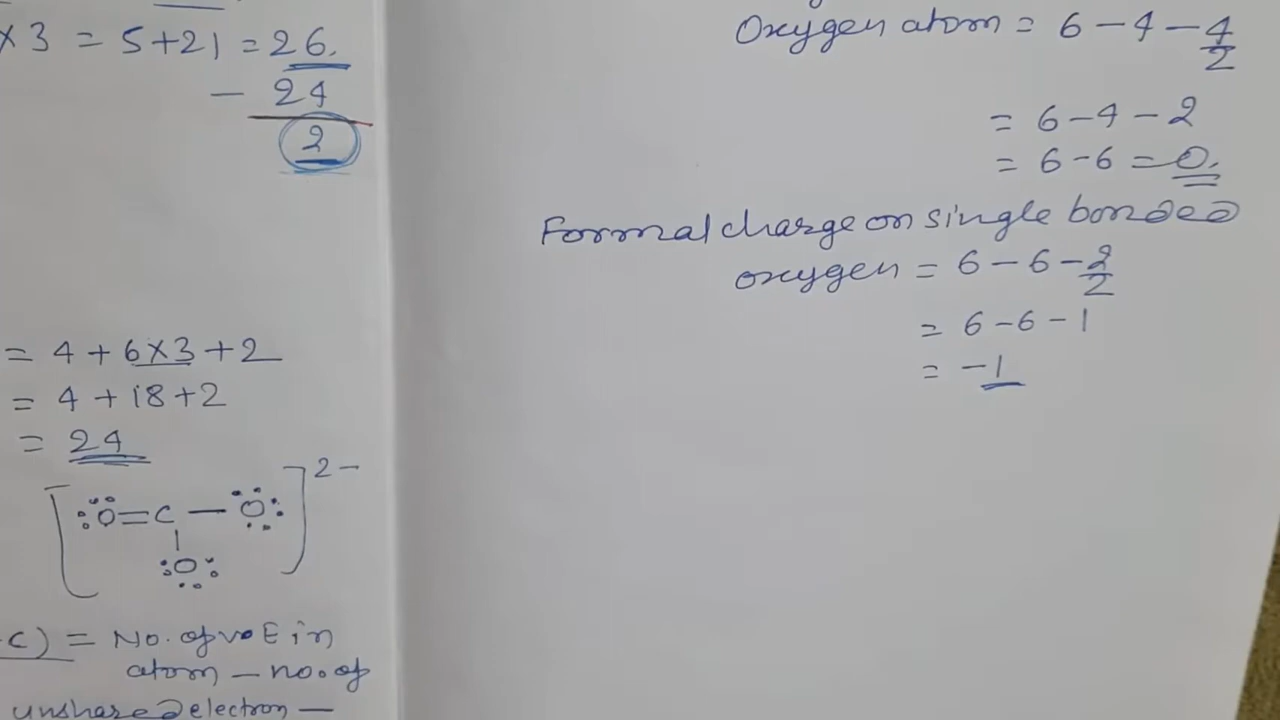 × 3 = 5+21 = 26.
− 24
2
= 4 + 6×3 + 2
= 4 + 18 + 2
= 24
[:O=C—O:]2−
|
:O:
C) = No. of vo E in
atom − no. of
unshared electron −
Oxygen atom = 6 − 4 − 4/2
= 6 − 4 − 2
= 6 − 6 = 0.
Formal charge on single bonded
oxygen = 6 − 6 − 2/2
= 6 − 6 − 1
= −1